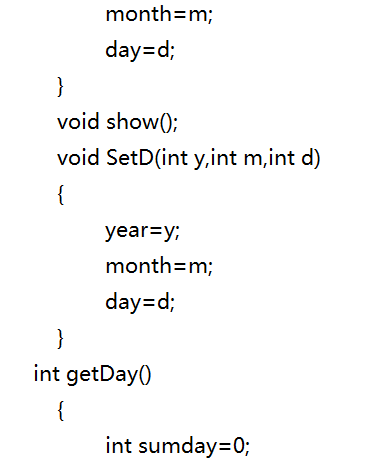 month=m;
day=d;
}
void show();
void SetD(int y,int m,int d)
{
year=y;
month=m;
day=d;
}
int getDay()
{
int sumday=0;